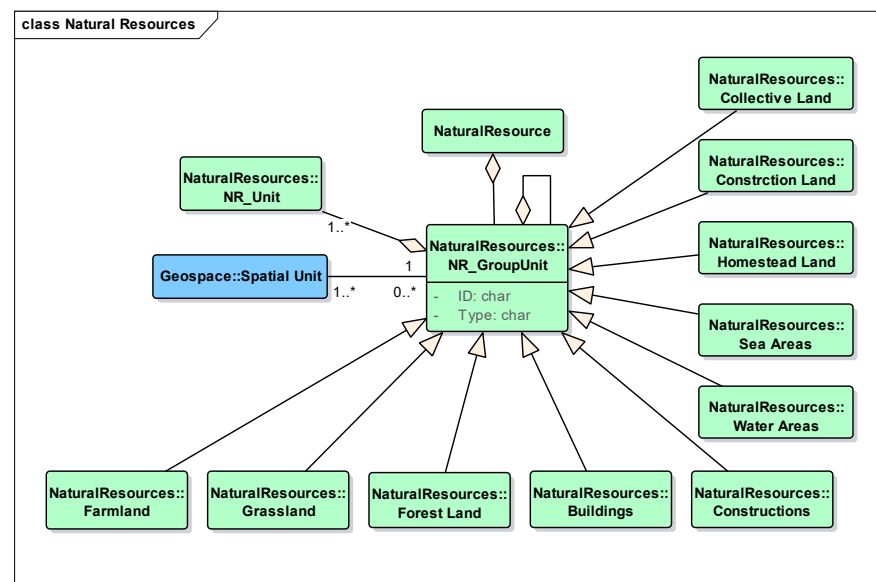 class Natural Resources
NaturalResources::
Collective Land
NaturalResource
NaturalResources::
Constrction Land
NaturalResources::
NR_Unit
1..*
NaturalResources::
NR_GroupUnit
- ID: char
- Type: char
NaturalResources::
Homestead Land
Geospace::Spatial Unit
1
1..*
0..*
NaturalResources::
Sea Areas
NaturalResources::
Water Areas
NaturalResources::
Farmland
NaturalResources::
Grassland
NaturalResources::
Forest Land
NaturalResources::
Buildings
NaturalResources::
Constructions